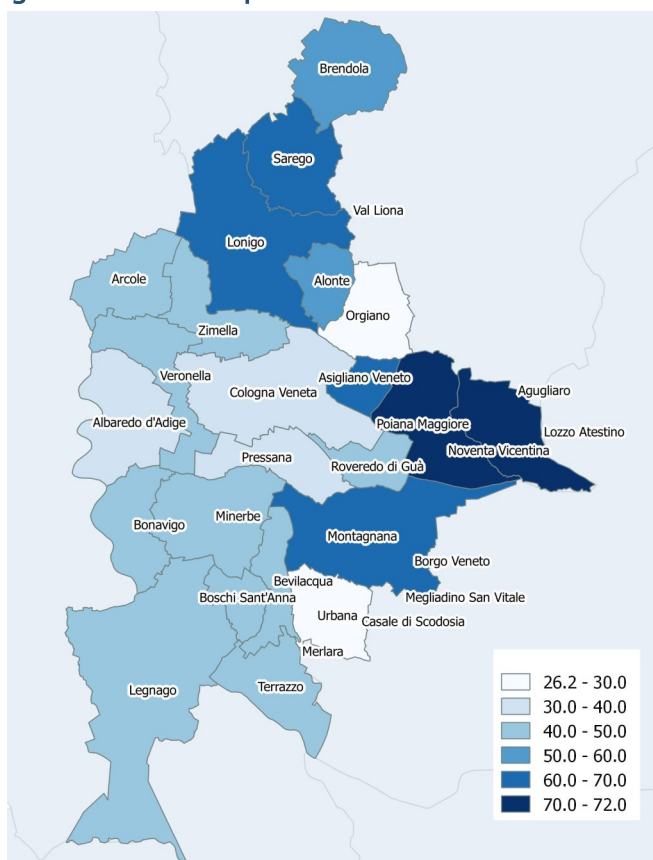 Brendola
Sarego
Val Liona
Lonigo
Arcole
Alonte
Orgiano
Zimella
Veronella
Asigliano Veneto
Agugliaro
Cologna Veneta
Albaredo d'Adige
Poiana Maggiore
Lozzo Atestino
Noventa Vicentina
Pressana
Roveredo di Guà
Minerbe
Bonavigo
Montagnana
Borgo Veneto
Bevilacqua
Boschi Sant'Anna
Megliadino San Vitale
Urbana
Casale di Scodosia
Merlara
Legnago
Terrazzo
26.2 - 30.0
30.0 - 40.0
40.0 - 50.0
50.0 - 60.0
60.0 - 70.0
70.0 - 72.0